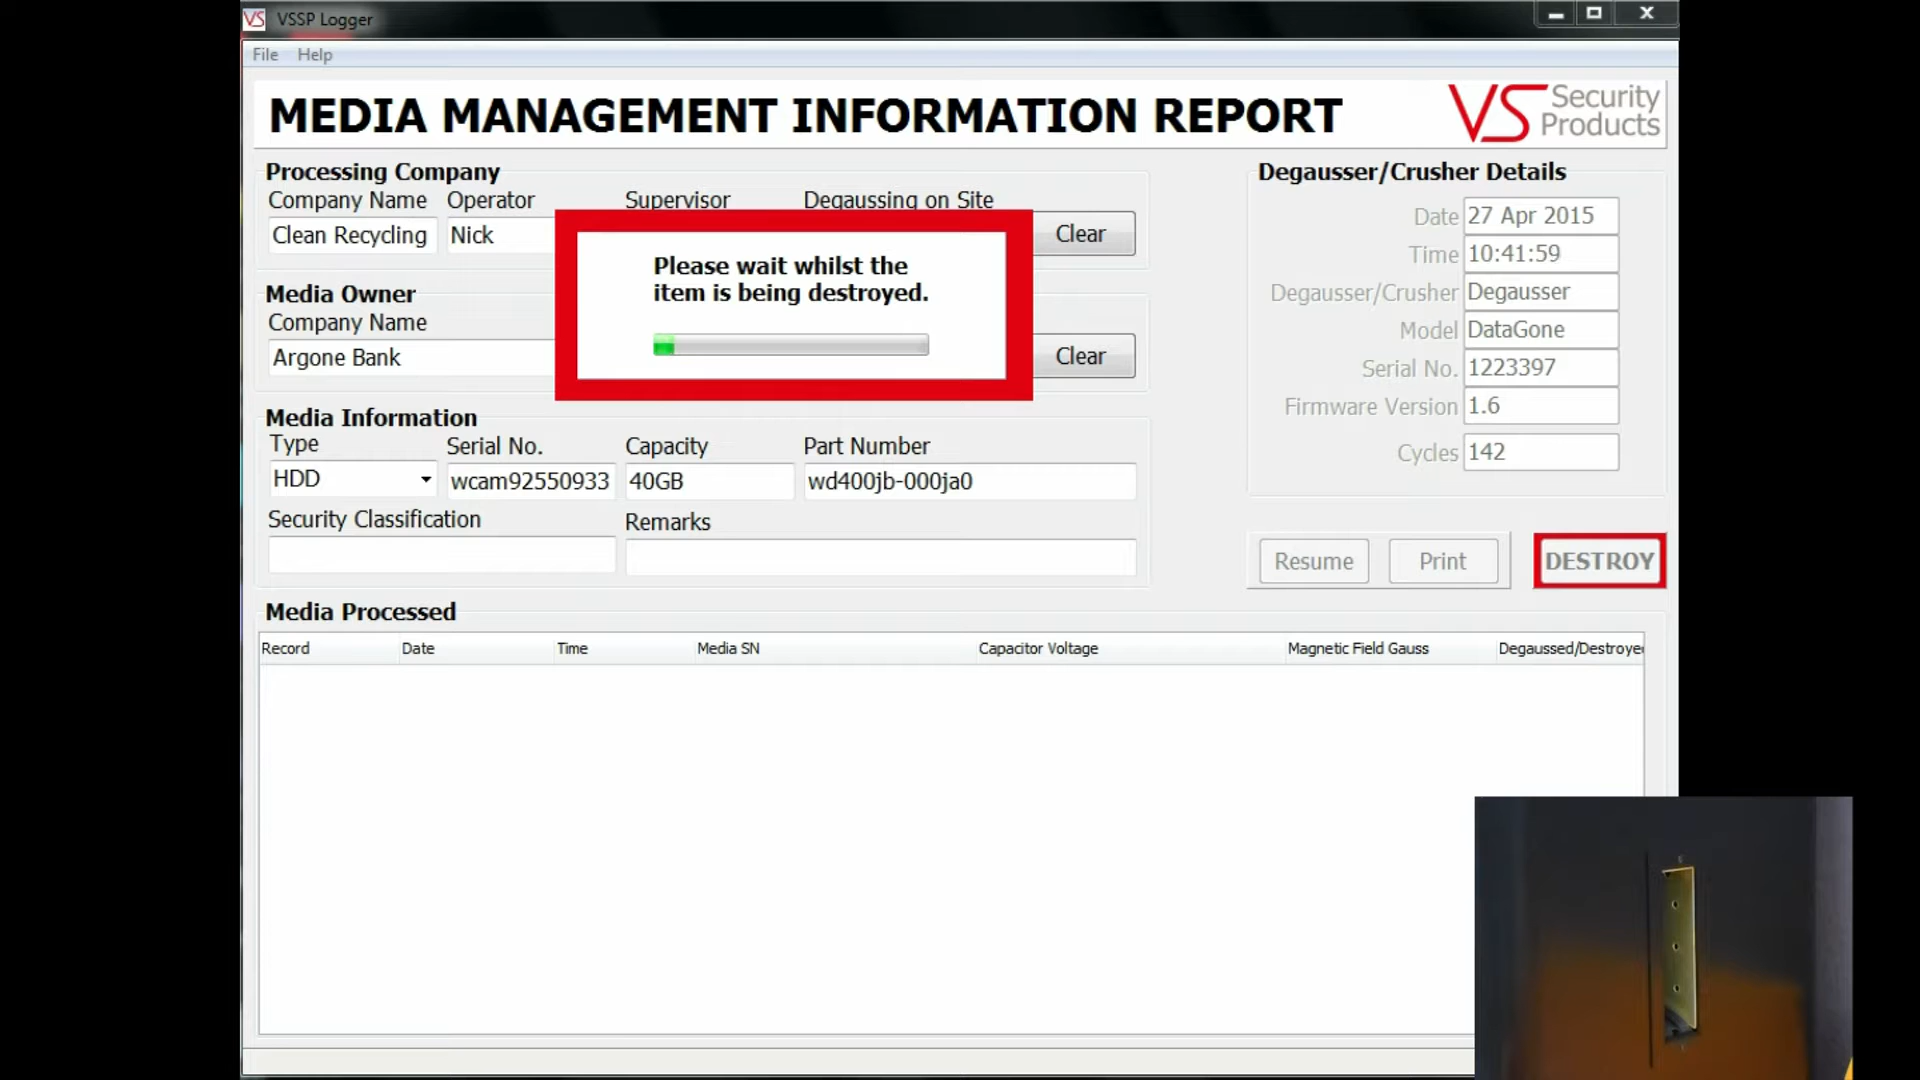 VS VSSP Logger
File Help
MEDIA MANAGEMENT INFORMATION REPORT
VS Security Products
Processing Company
Company Name Operator Supervisor Degaussing on Site
Clean Recycling Nick Clear
Please wait whilst the
item is being destroyed.
Media Owner
Company Name
Argone Bank Clear
Media Information
Type Serial No. Capacity Part Number
HDD wcam92550933 40GB wd400jb-000ja0
Security Classification Remarks
Degausser/Crusher Details
Date 27 Apr 2015
Time 10:41:59
Degausser/Crusher Degausser
Model DataGone
Serial No. 1223397
Firmware Version 1.6
Cycles 142
Resume Print DESTROY
Media Processed
Record Date Time Media SN Capacitor Voltage Magnetic Field Gauss Degaussed/Destroye